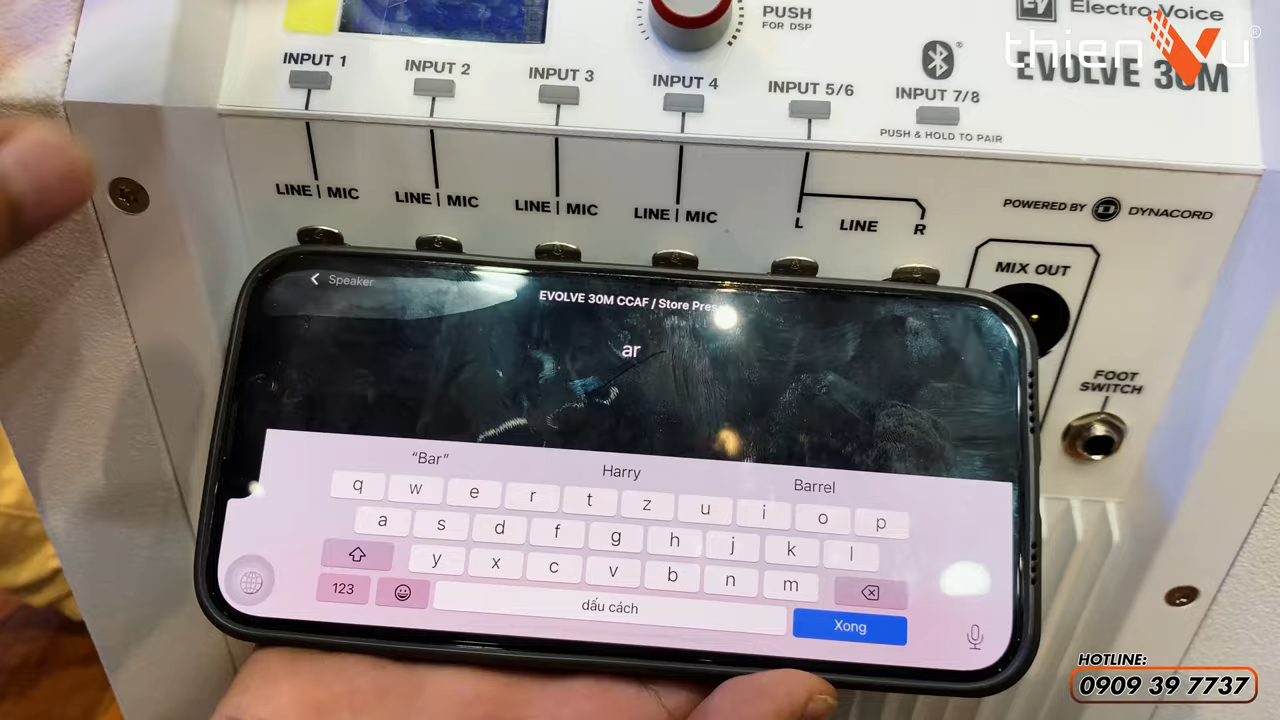 PUSH
FOR DSP
EV Electro-Voice
EVOLVE 30M
thien Vu®
INPUT 1
INPUT 2
INPUT 3
INPUT 4
INPUT 5/6
INPUT 7/8
PUSH & HOLD TO PAIR
LINE | MIC
LINE | MIC
LINE | MIC
LINE | MIC
L LINE R
POWERED BY DYNACORD
MIX OUT
FOOT
SWITCH
Speaker
EVOLVE 30M CCAF / Store
ar
“Bar” Harry Barrel
q w e r t z u i o p
a s d f g h j k l
y x c v b n m
123 dấu cách Xong
HOTLINE:
0909 39 7737